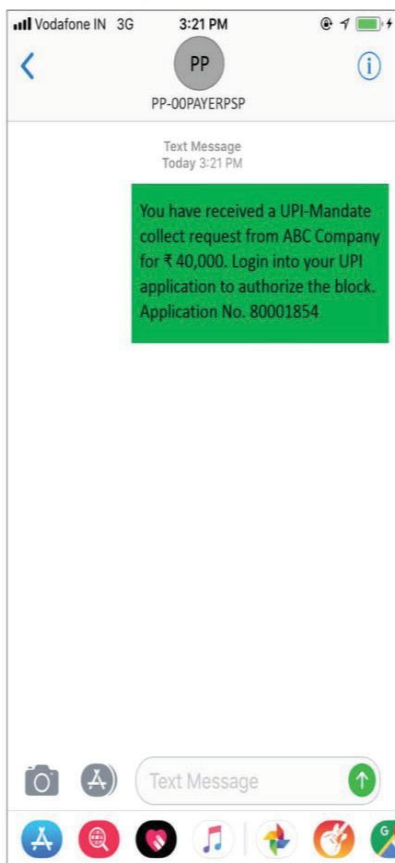 Vodafone IN 3G 3:21 PM
PP
PP-OOPAYERPSP
Text Message
Today 3:21 PM
You have received a UPI-Mandate
collect request from ABC Company
for ₹ 40,000. Login into your UPI
application to authorize the block.
Application No. 80001854
Text Message